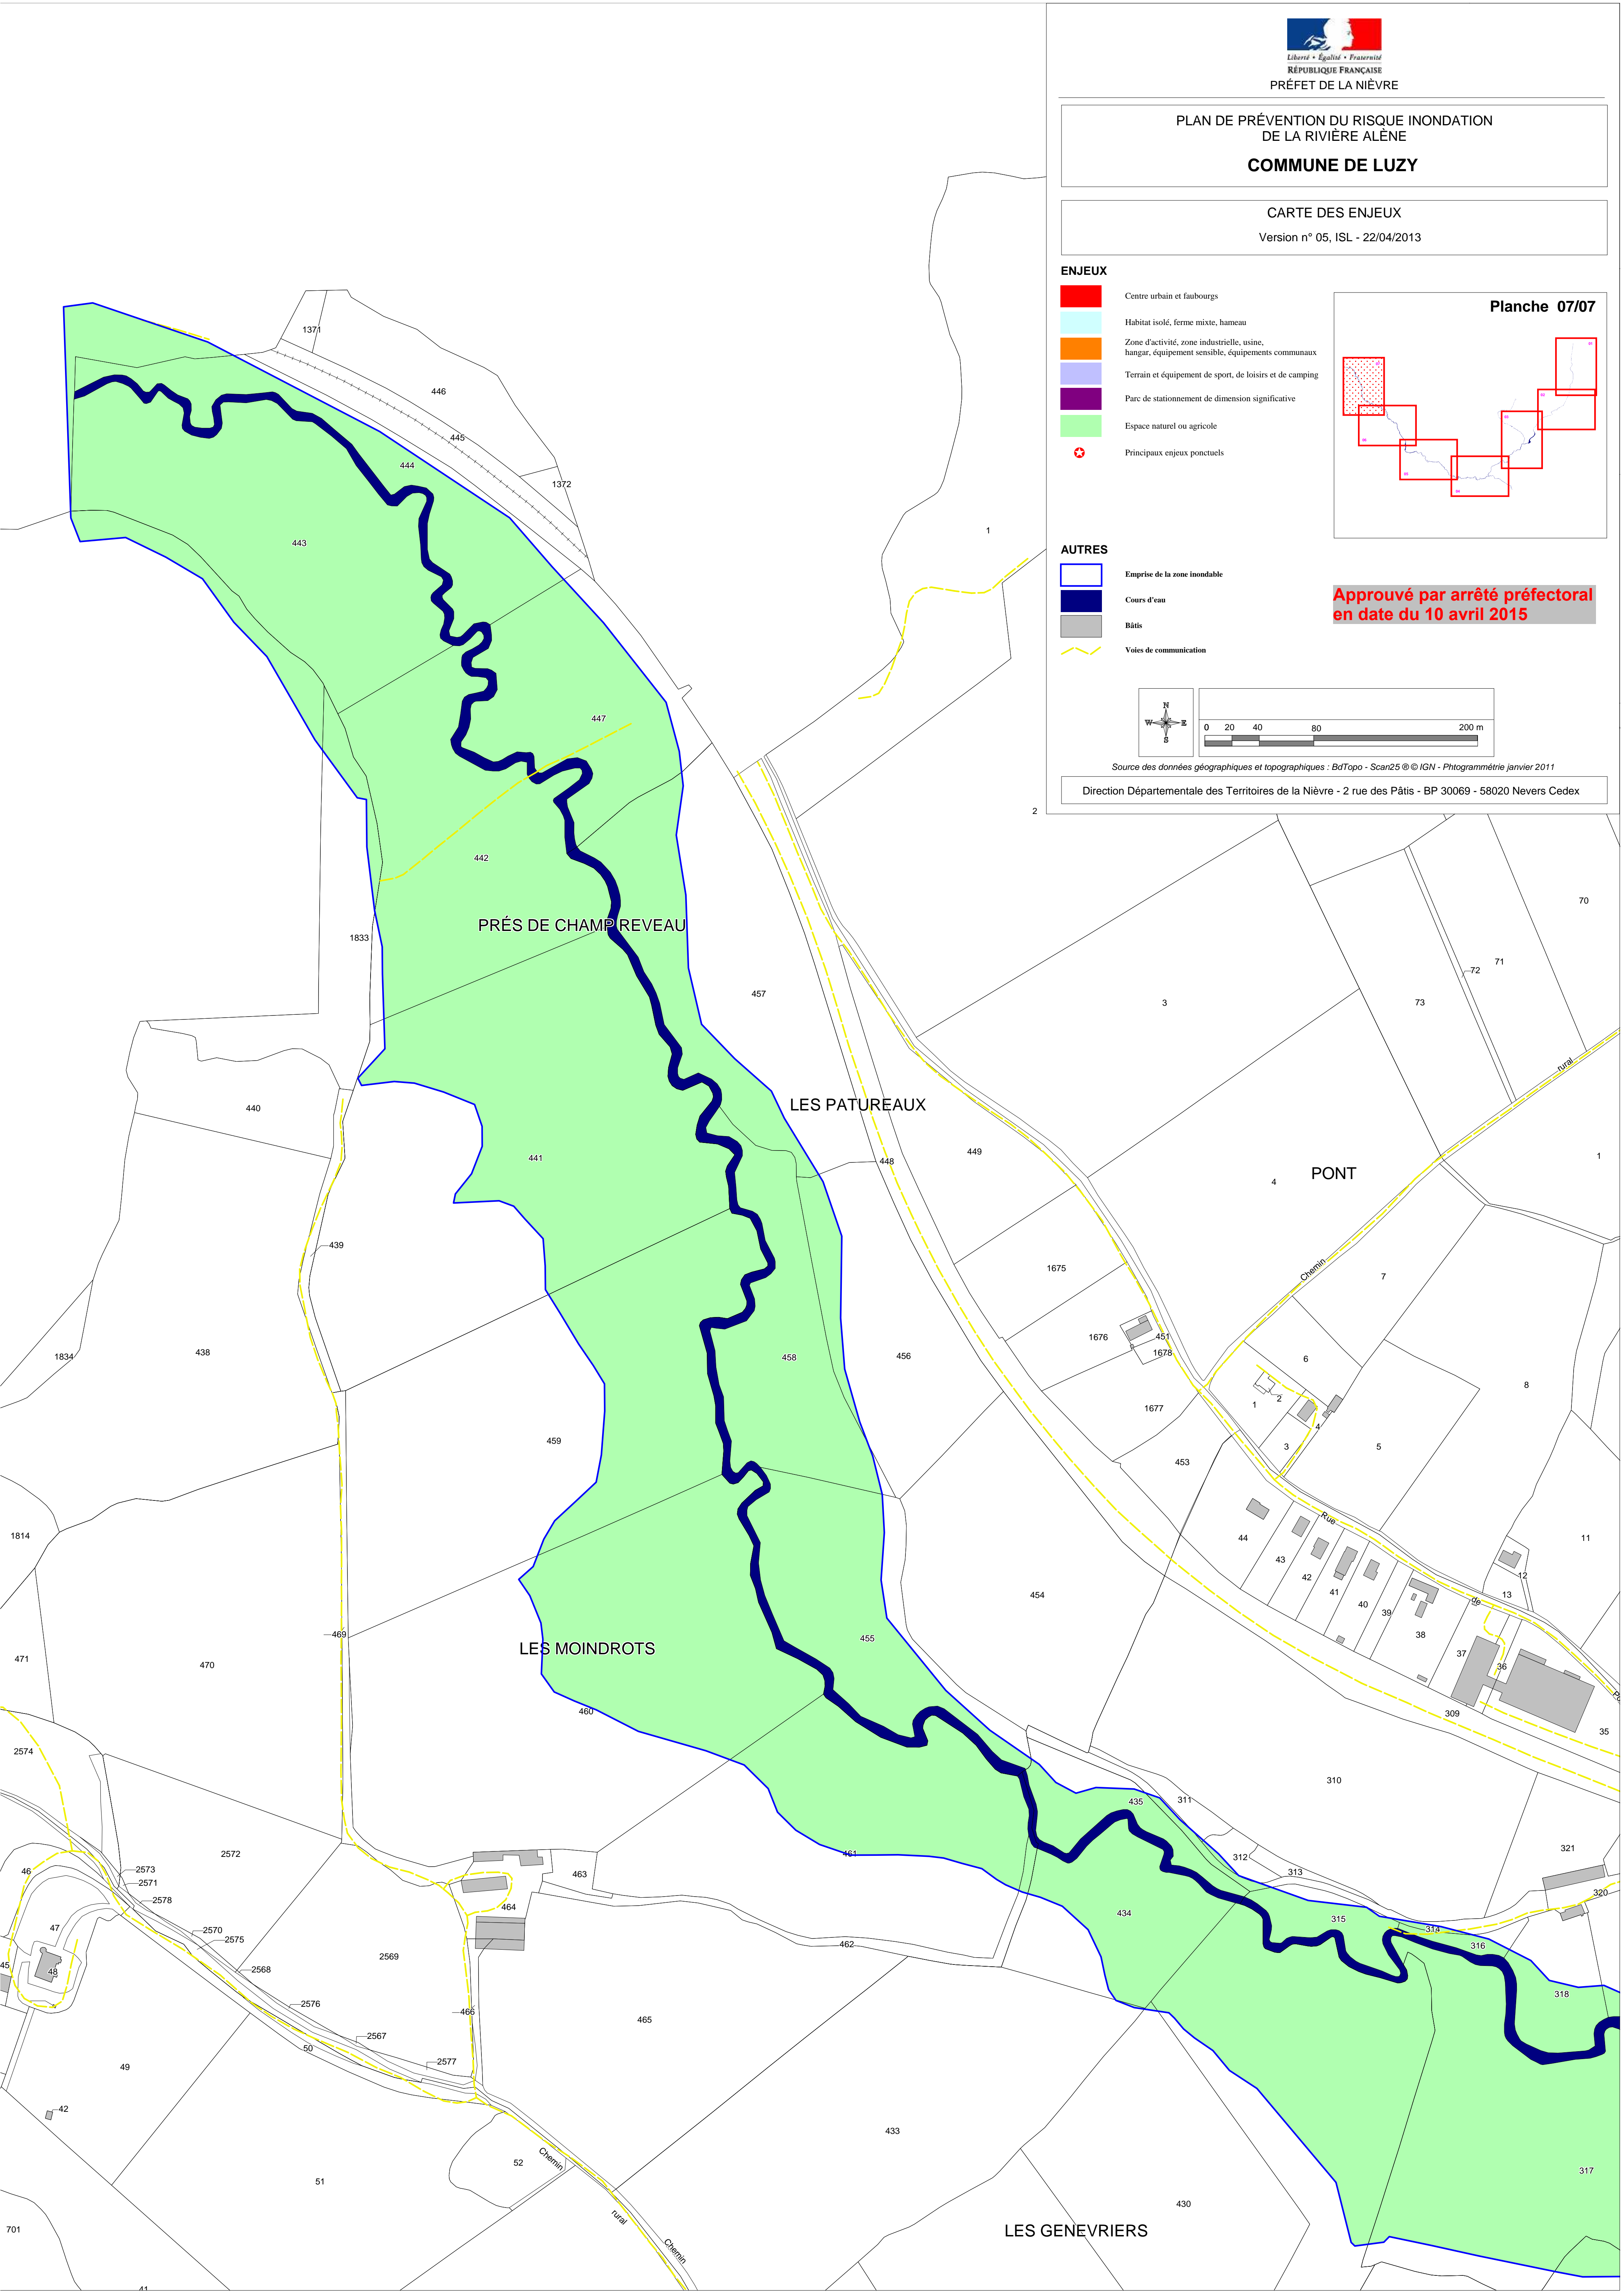 Liberté • Égalité • Fraternité
RÉPUBLIQUE FRANÇAISE
PRÉFET DE LA NIÈVRE
PLAN DE PRÉVENTION DU RISQUE INONDATION
DE LA RIVIÈRE ALÈNE
COMMUNE DE LUZY
CARTE DES ENJEUX
Version n° 05, ISL - 22/04/2013
ENJEUX
Centre urbain et faubourgs
Habitat isolé, ferme mixte, hameau
Zone d'activité, zone industrielle, usine,
hangar, équipement sensible, équipements communaux
Terrain et équipement de sport, de loisirs et de camping
Parc de stationnement de dimension significative
Espace naturel ou agricole
Principaux enjeux ponctuels
Planche 07/07
AUTRES
Emprise de la zone inondable
Cours d'eau
Bâtis
Voies de communication
Approuvé par arrêté préfectoral
en date du 10 avril 2015
N
W E
S
0 20 40 80 200 m
Source des données géographiques et topographiques : BdTopo - Scan25 ® © IGN - Phtogrammétrie janvier 2011
Direction Départementale des Territoires de la Nièvre - 2 rue des Pâtis - BP 30069 - 58020 Nevers Cedex
1371
446
445
444
1372
443
1
447
2
442
70
PRÉS DE CHAMP REVEAU
1833
71
72
457
3
73
rural
440
LES PATUREAUX
441
448
449
1
4
PONT
439
1675
Chemin
7
1676
451
438
1834
458
456
1678
6
8
1677
1
2
4
459
3
5
453
1814
44
Rue
11
43
42
12
41
454
13
40
de
39
469
455
38
LES MOINDROTS
471
470
37
36
460
309
35
2574
310
435
311
2572
461
321
312
46
2573
463
313
2571
320
2578
464
434
315
47
2570
314
2575
462
316
2569
45
48
2568
318
2576
466
465
2567
50
2577
49
42
433
Chemin
52
51
317
430
rural
701
LES GENEVRIERS
Chemin
41